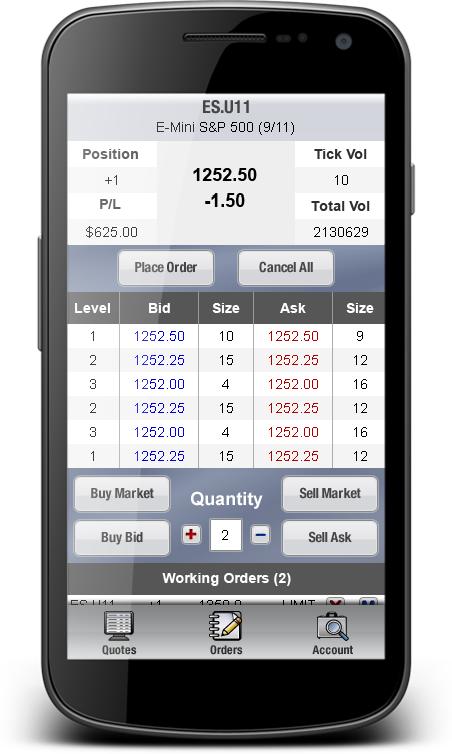 ES.U11
E-Mini S&P 500 (9/11)
Position 1252.50 Tick Vol
+1 -1.50 10
P/L Total Vol
$625.00 2130629
Place Order Cancel All
Level Bid Size Ask Size
1 1252.50 10 1252.50 9
2 1252.25 15 1252.25 12
3 1252.00 4 1252.00 16
2 1252.25 15 1252.25 12
3 1252.00 4 1252.00 16
1 1252.25 15 1252.25 12
Buy Market Quantity Sell Market
Buy Bid + 2 − Sell Ask
Working Orders (2)
ES.U11 +1 LIMIT
Quotes Orders Account